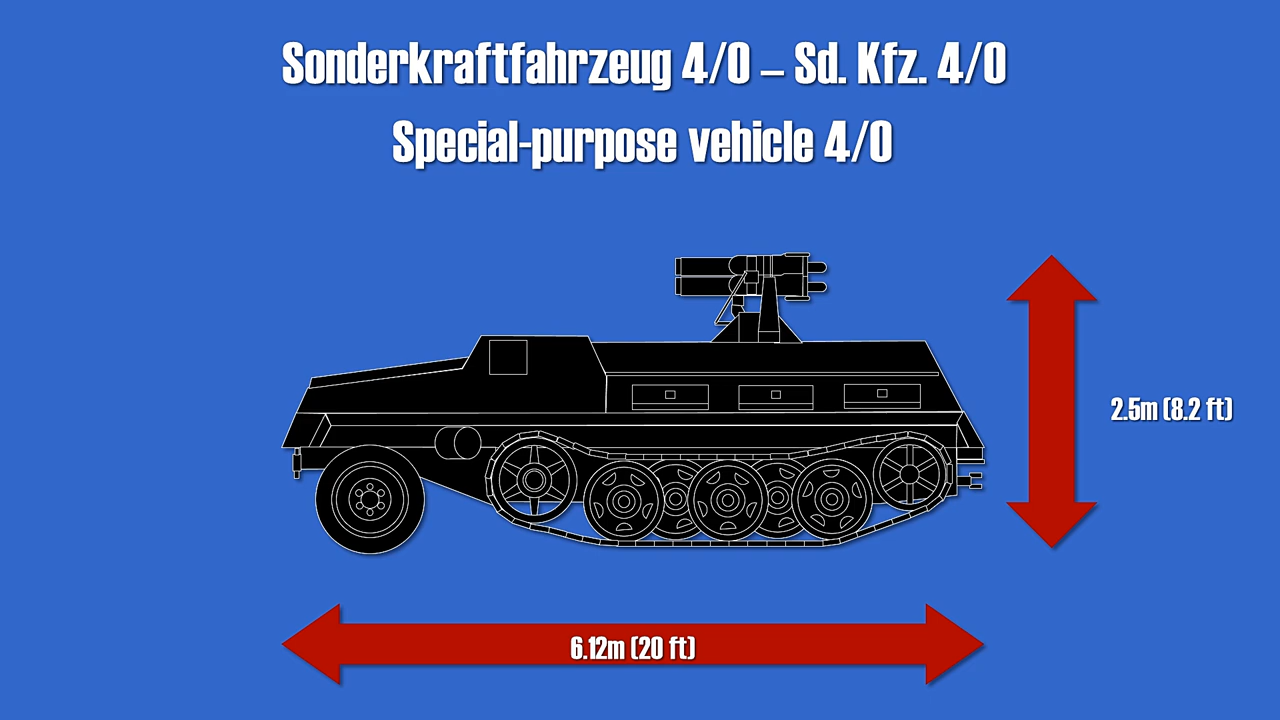 Sonderkraftfahrzeug 4/0 – Sd. Kfz. 4/0
Special-purpose vehicle 4/0
2.5m (8.2 ft)
6.12m (20 ft)